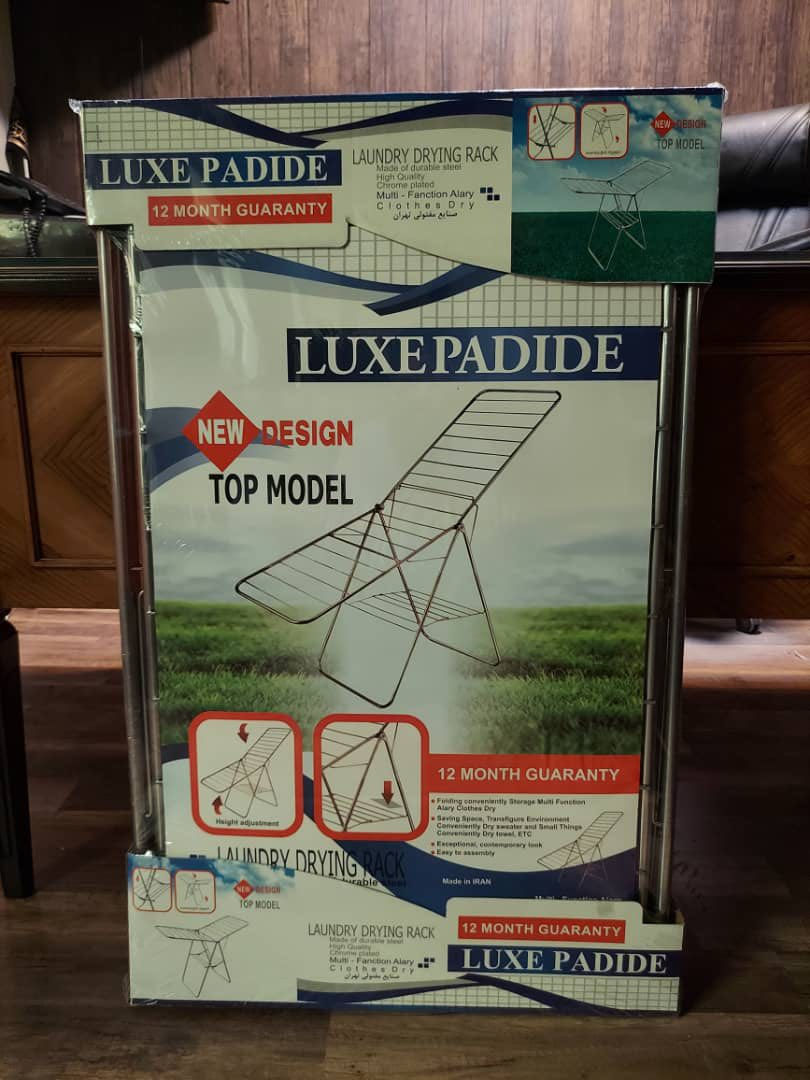 LUXE PADIDE
12 MONTH GUARANTY
LAUNDRY DRYING RACK
Made of durable steel
High Quality
Chrome plated
Multi - Fanction Alary
Clothes Dry
صنایع مفتولی تهران
NEW DESIGN
TOP MODEL
LUXE PADIDE
NEW DESIGN
TOP MODEL
Height adjustment
12 MONTH GUARANTY
Folding conveniently Storage Multi Function
Alary Clothes Dry
Saving Space, Transfigure Environment
Conveniently Dry sweater and Small Things
Conveniently Dry towel, ETC
Exceptional, contemporary look
Easy to assembly
Made in IRAN
LAUNDRY DRYING RACK
durable steel
NEW DESIGN
TOP MODEL
LAUNDRY DRYING RACK
Made of durable steel
High Quality
Chrome plated
Multi - Fanction Alary
Clothes Dry
صنایع مفتولی تهران
12 MONTH GUARANTY
LUXE PADIDE